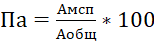 Па = Амсп / Аобщ * 100